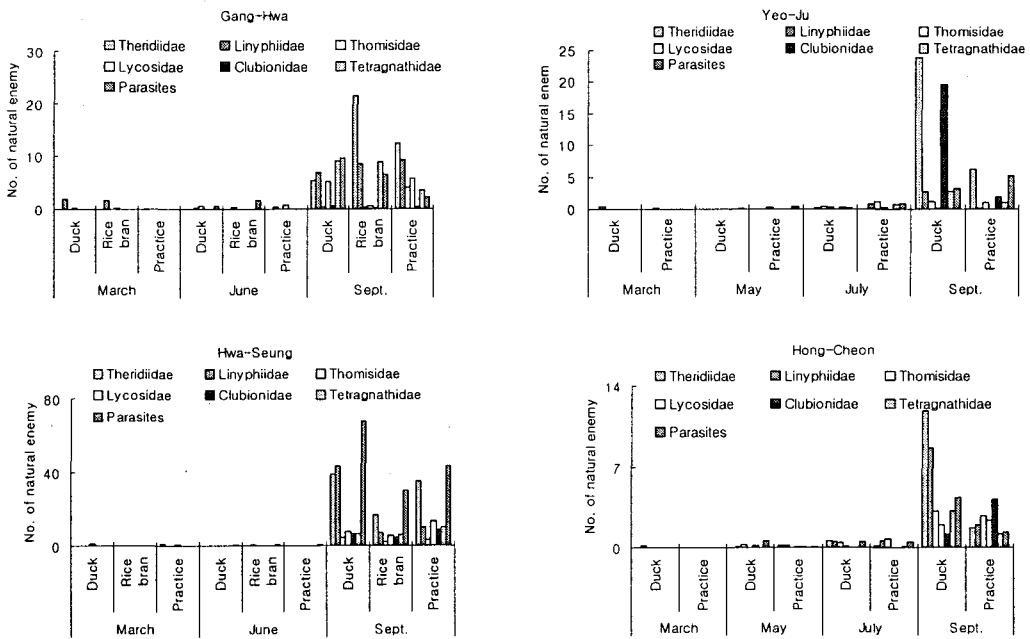 Gang-Hwa
Theridiidae Linyphiidae Thomisidae
Lycosidae Clubionidae Tetragnathidae
Parasites
No. of natural enemy
30
20
10
0
Duck Rice bran Practice Duck Rice bran Practice Duck Rice bran Practice
March June Sept.
Yeo-Ju
Theridiidae Linyphiidae Thomisidae
Lycosidae Clubionidae Tetragnathidae
Parasites
No. of natural enem
25
20
15
10
5
0
Duck Practice Duck Practice Duck Practice Duck Practice
March May July Sept.
Hwa-Seung
Theridiidae Linyphiidae Thomisidae
Lycosidae Clubionidae Tetragnathidae
Parasites
No. of natural enemy
80
40
0
Duck Rice bran Practice Duck Rice bran Practice Duck Rice bran Practice
March June Sept.
Hong-Cheon
Theridiidae Linyphiidae Thomisidae
Lycosidae Clubionidae Tetragnathidae
Parasites
No. of natural enemy
14
7
0
Duck Practice Duck Practice Duck Practice Duck Practice
March May July Sept.